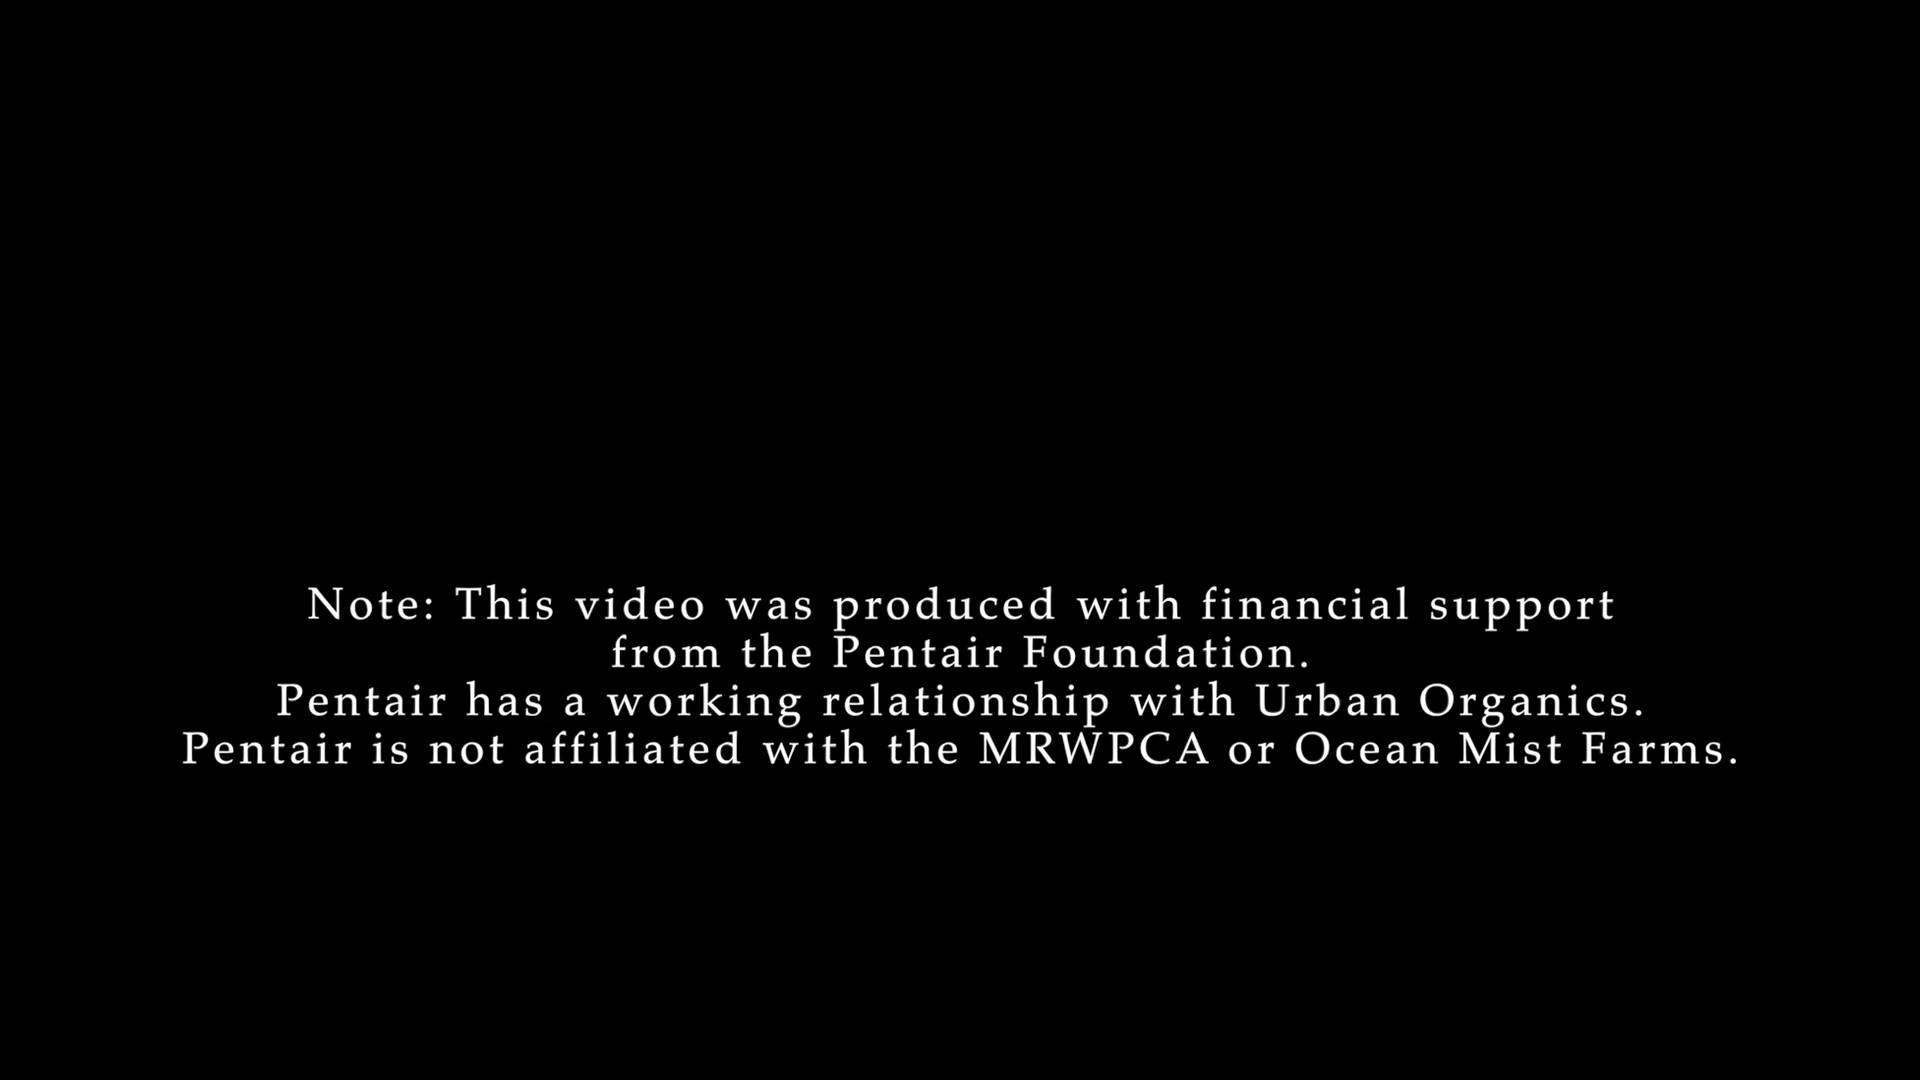 Note: This video was produced with financial support
from the Pentair Foundation.
Pentair has a working relationship with Urban Organics.
Pentair is not affiliated with the MRWPCA or Ocean Mist Farms.